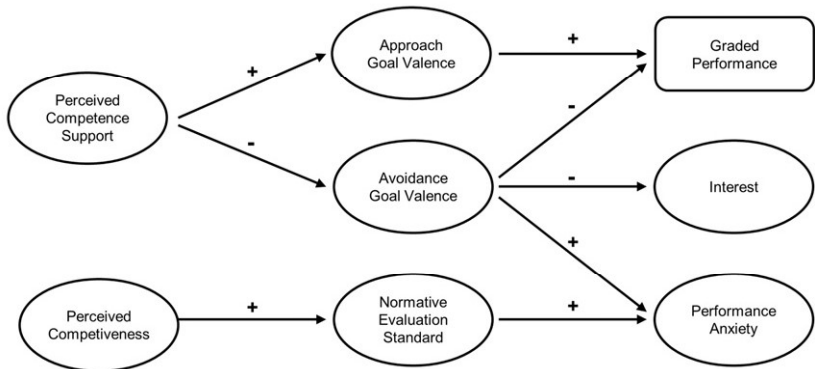 Approach
Goal Valence
+
Graded
Performance
+
Perceived
Competence
Support
-
-
Avoidance
Goal Valence
-
Interest
+
Perceived
Competiveness
+
Normative
Evaluation
Standard
+
Performance
Anxiety